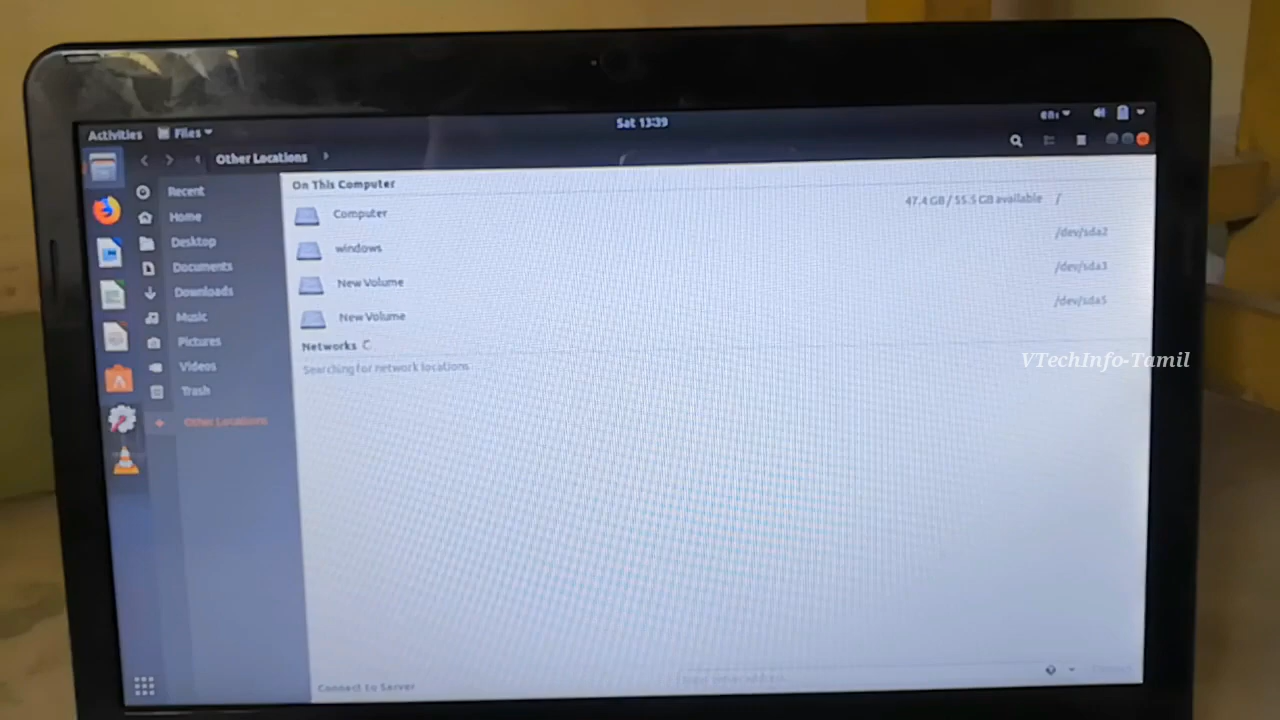 Activities Files Sat 13:39 en₁
Other Locations
On This Computer
Recent
Computer 47.4 GB / 55.5 GB available /
Home
windows /dev/sda2
Desktop
Documents
New Volume /dev/sda3
Downloads
New Volume /dev/sda5
Music
Networks
Pictures
Searching for network locations
Videos
Trash
Other Locations
VTechInfo-Tamil
Connect to Server